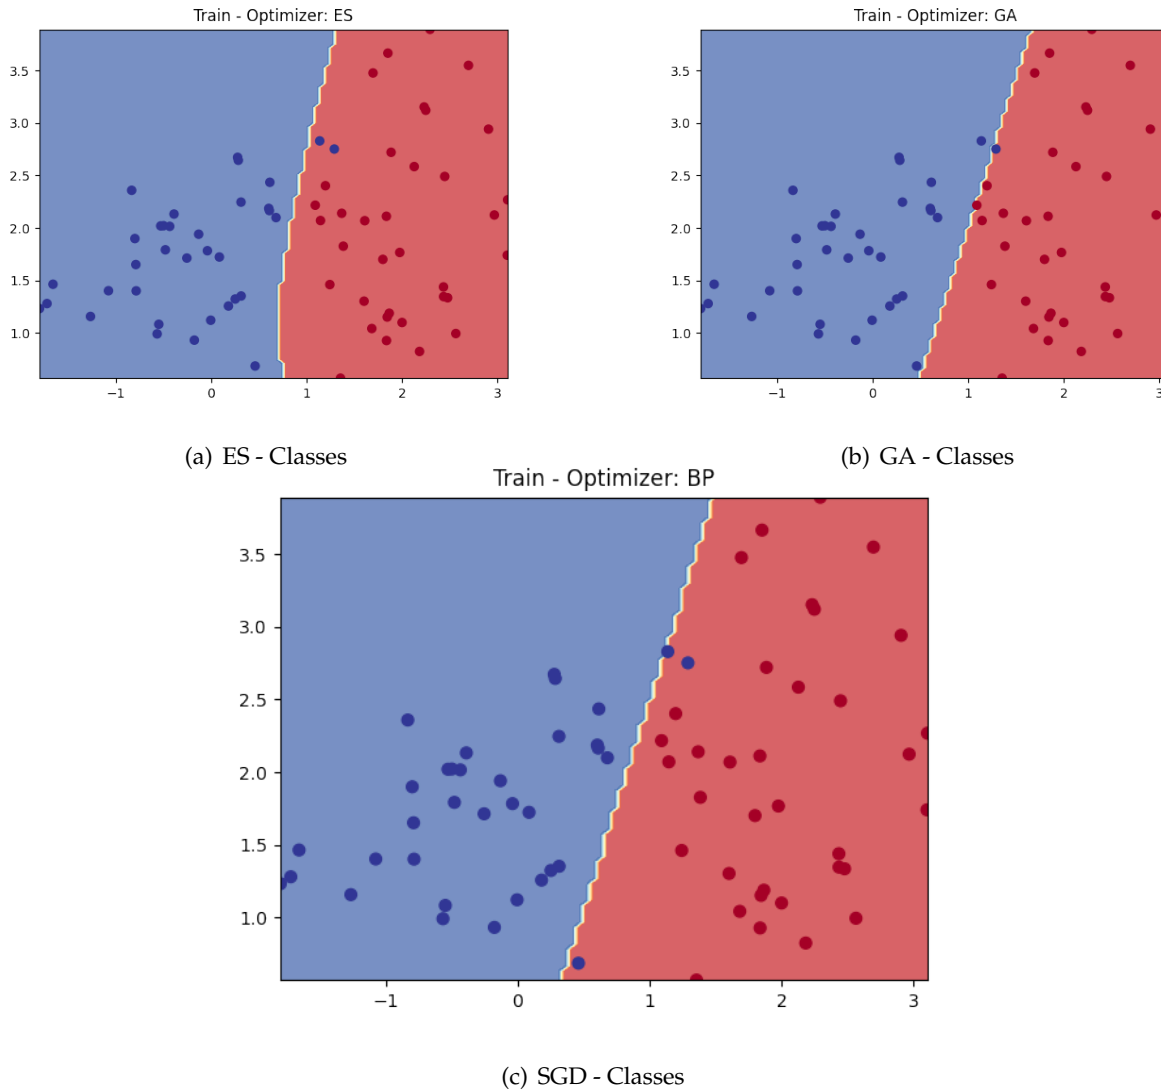 Train - Optimizer: ES
3.5
3.0
2.5
2.0
1.5
1.0
−1 0 1 2 3
(a) ES - Classes
Train - Optimizer: GA
3.5
3.0
2.5
2.0
1.5
1.0
−1 0 1 2 3
(b) GA - Classes
Train - Optimizer: BP
3.5
3.0
2.5
2.0
1.5
1.0
−1 0 1 2 3
(c) SGD - Classes